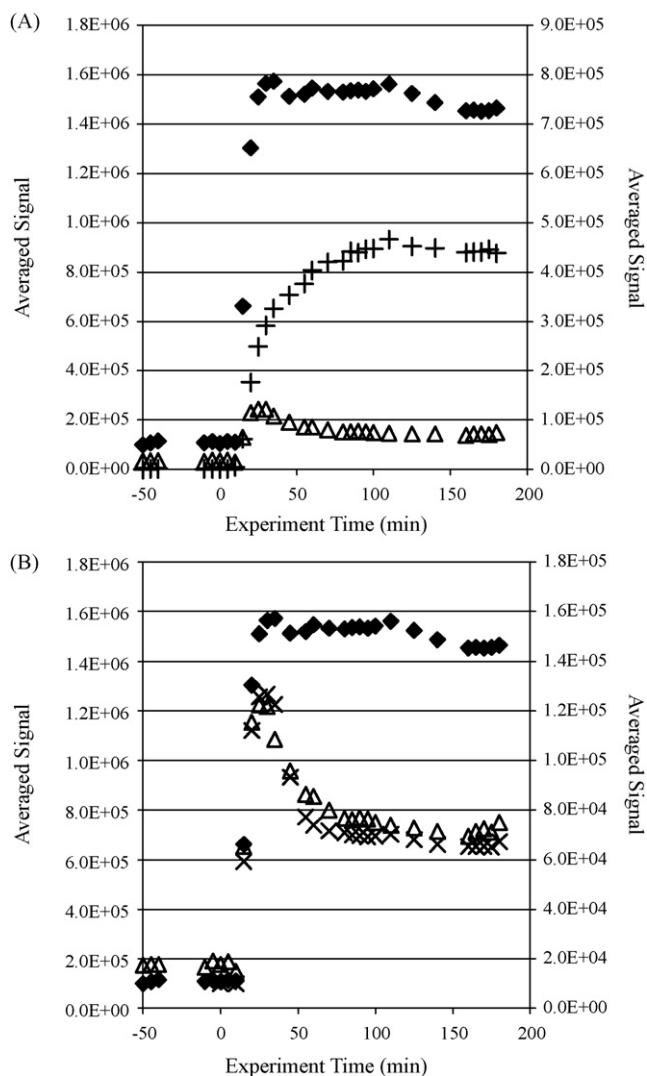 (A)
1.8E+06
1.6E+06
1.4E+06
1.2E+06
1.0E+06
8.0E+05
6.0E+05
4.0E+05
2.0E+05
0.0E+00
Averaged Signal
9.0E+05
8.0E+05
7.0E+05
6.0E+05
5.0E+05
4.0E+05
3.0E+05
2.0E+05
1.0E+05
0.0E+00
Averaged Signal
-50 0 50 100 150 200
Experiment Time (min)
(B)
1.8E+06
1.6E+06
1.4E+06
1.2E+06
1.0E+06
8.0E+05
6.0E+05
4.0E+05
2.0E+05
0.0E+00
Averaged Signal
1.8E+05
1.6E+05
1.4E+05
1.2E+05
1.0E+05
8.0E+04
6.0E+04
4.0E+04
2.0E+04
0.0E+00
Averaged Signal
-50 0 50 100 150 200
Experiment Time (min)